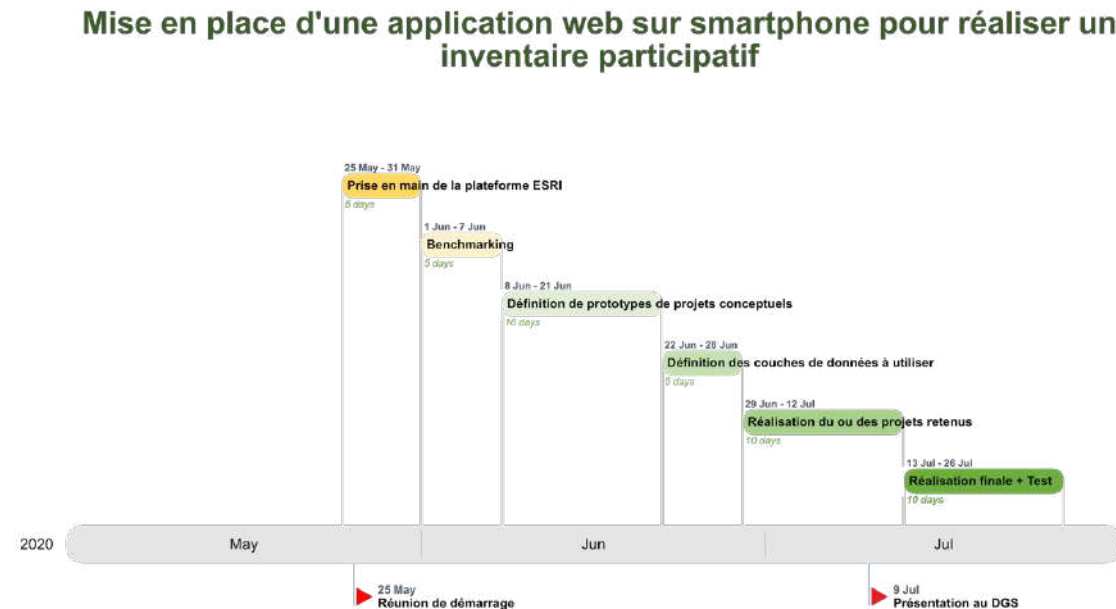 Mise en place d'une application web sur smartphone pour réaliser un
inventaire participatif
25 May - 31 May
Prise en main de la plateforme ESRI
5 days
1 Jun - 7 Jun
Benchmarking
5 days
8 Jun - 21 Jun
Définition de prototypes de projets conceptuels
10 days
22 Jun - 28 Jun
Définition des couches de données à utiliser
5 days
29 Jun - 12 Jul
Réalisation du ou des projets retenus
10 days
13 Jul - 26 Jul
Réalisation finale + Test
10 days
2020 May Jun Jul
25 May
Réunion de démarrage
9 Jul
Présentation au DGS